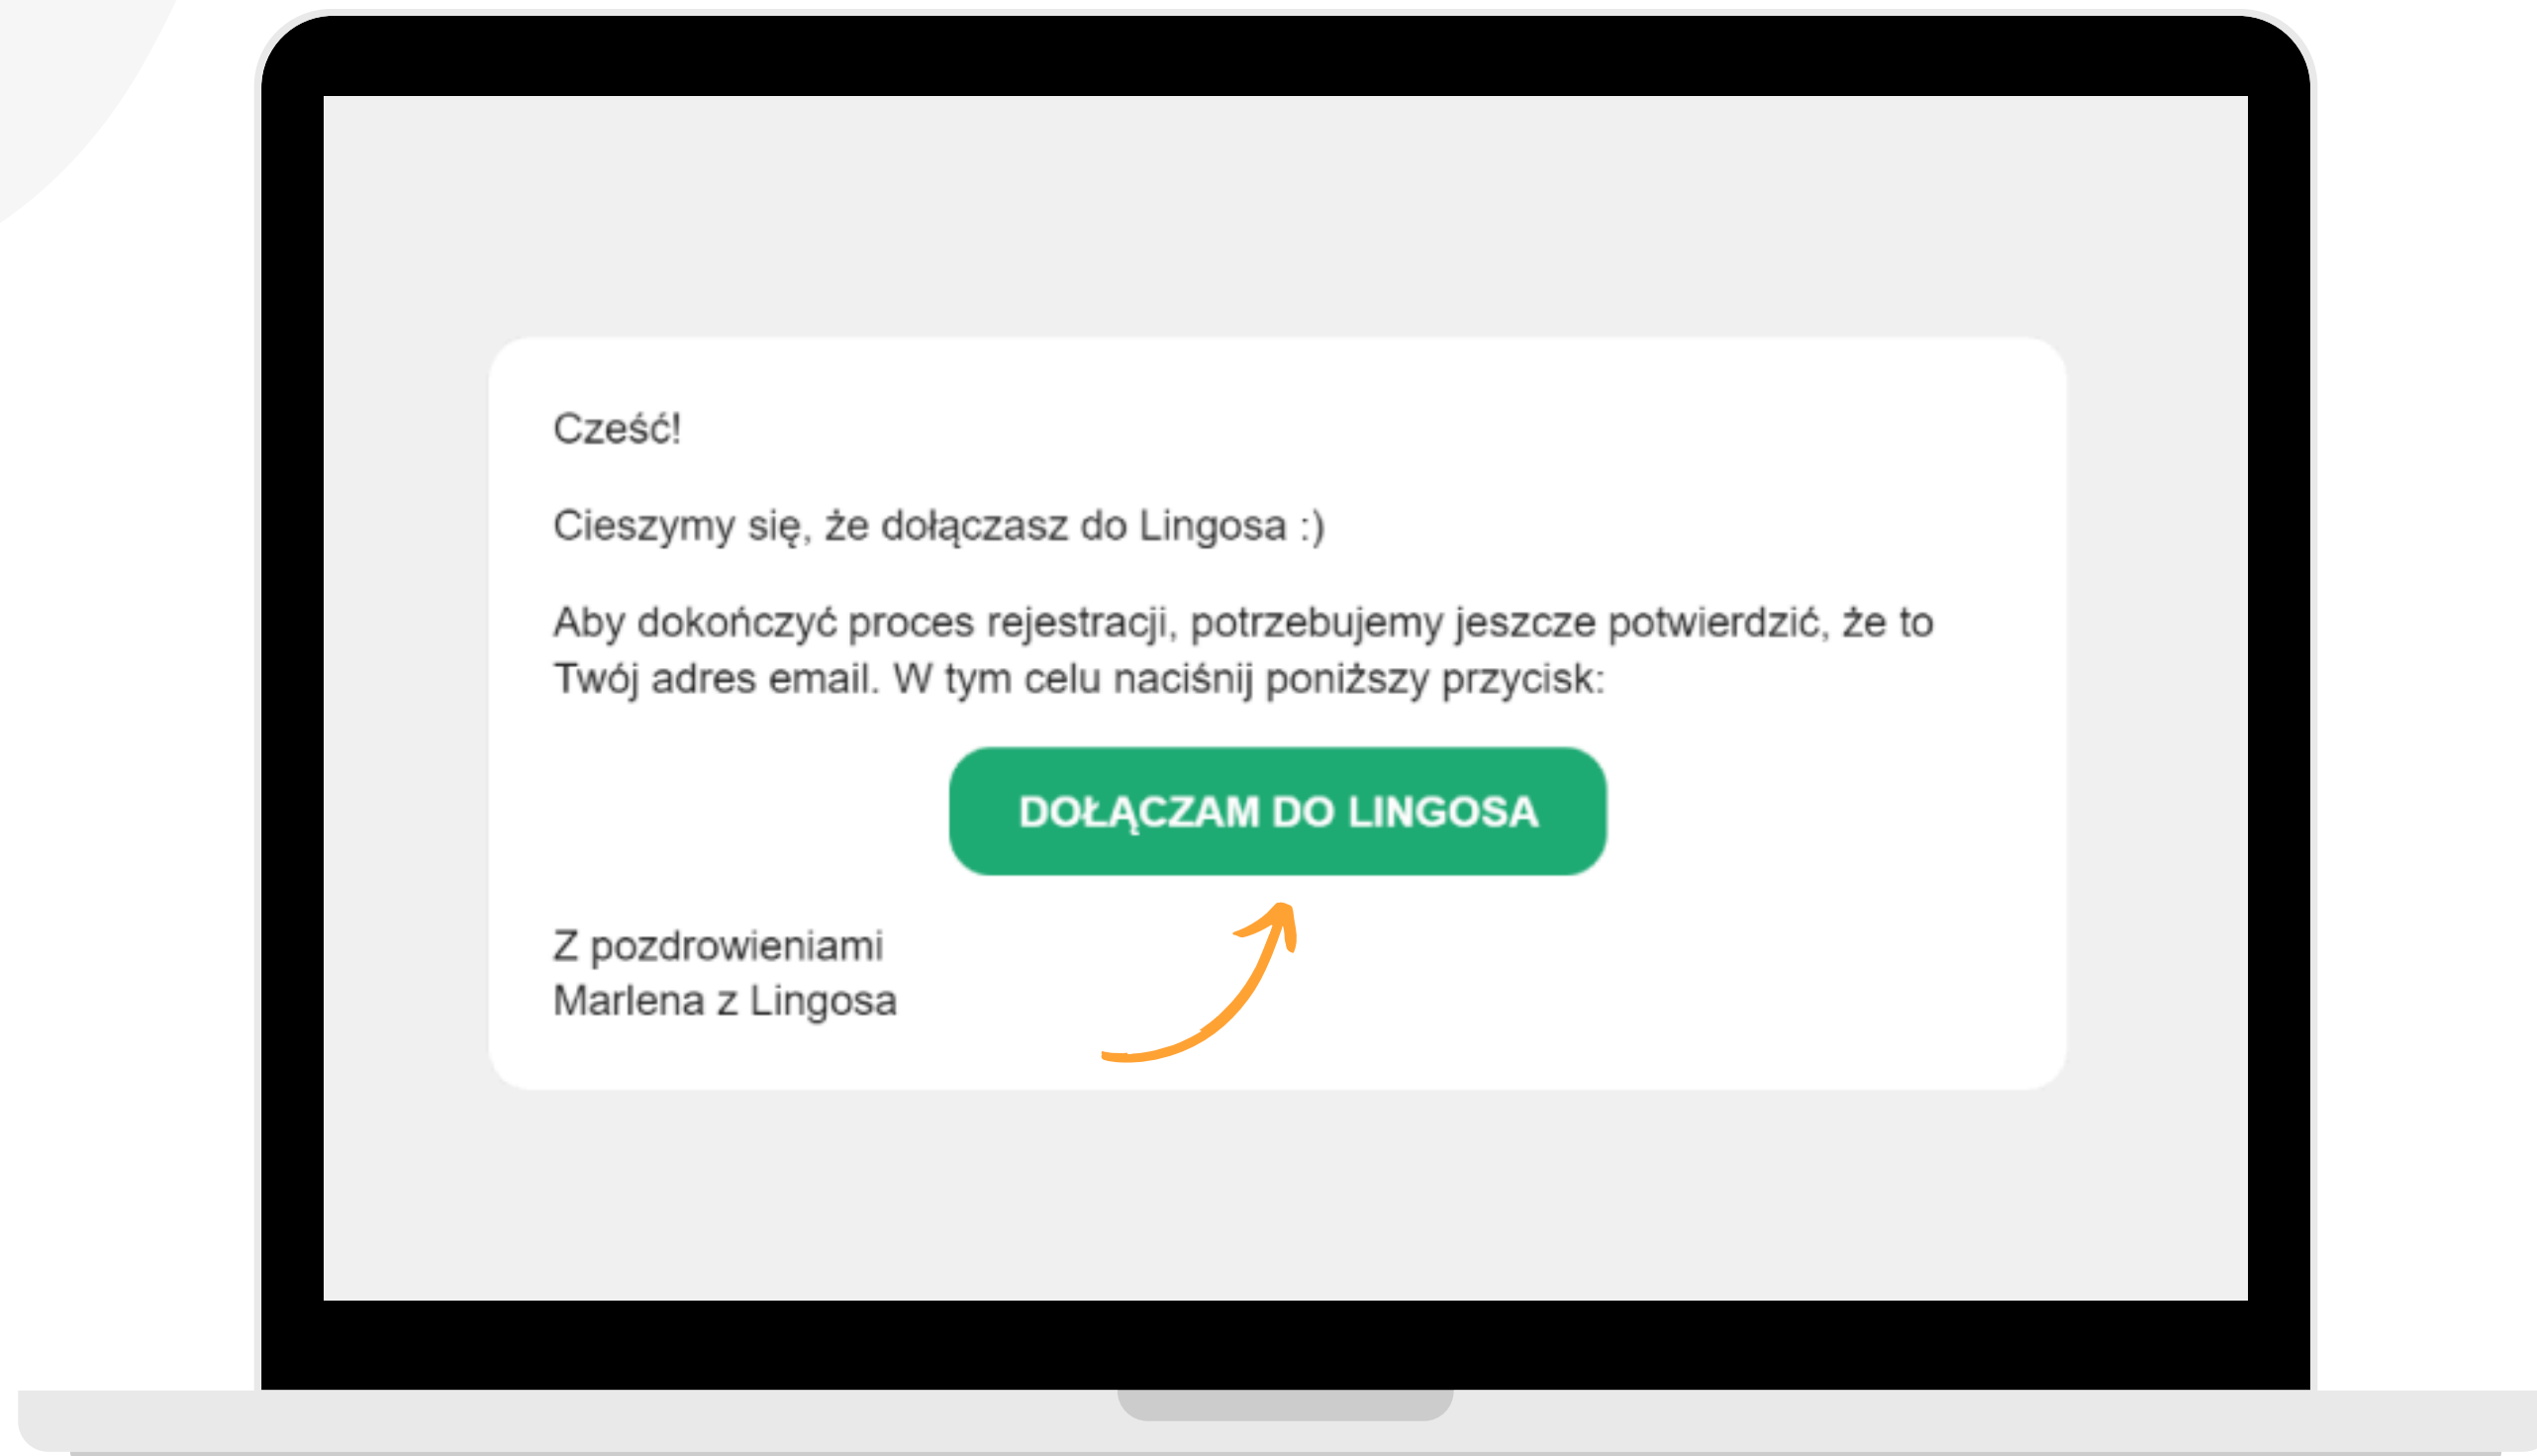 Cześć!
Cieszymy się, że dołączasz do Lingosa :)
Aby dokończyć proces rejestracji, potrzebujemy jeszcze potwierdzić, że to
Twój adres email. W tym celu naciśnij poniższy przycisk:
DOŁĄCZAM DO LINGOSA
Z pozdrowieniami
Marlena z Lingosa